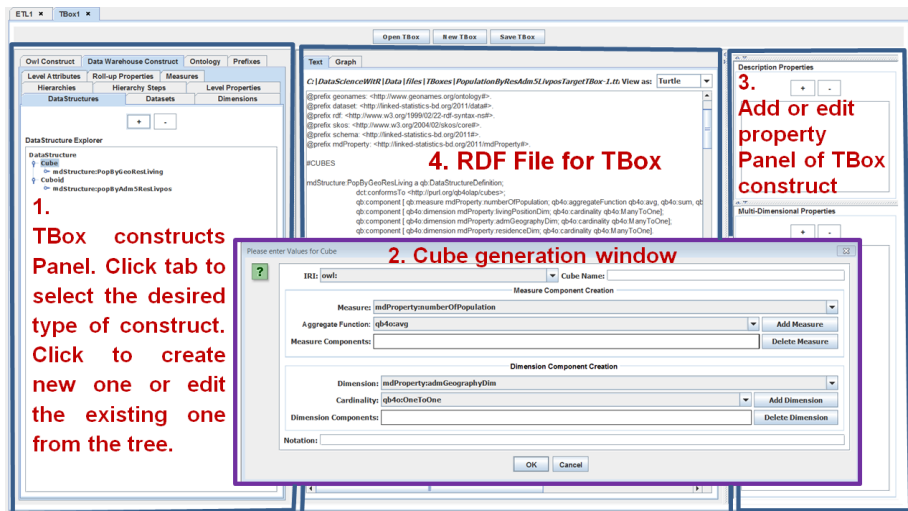 ETL1 × TBox1 ×
Open TBox New TBox Save TBox
Owl Construct Data Warehouse Construct Ontology Prefixes
Level Attributes Roll-up Properties Measures
Hierarchies Hierarchy Steps Level Properties
DataStructures Datasets Dimensions
+ -
DataStructure Explorer
DataStructure
Cube
mdStructure:PopByGeoResLiving
Cuboid
mdStructure:popByAdm5ResLivpos
1.
TBox constructs
Panel. Click tab to
select the desired
type of construct.
Click to create
new one or edit
the existing one
from the tree.
Text Graph
C:\DataScienceWitR\Data\files\TBoxes\PopulationByResAdm5LivposTargetTBox-1.tt. View as: Turtle
@prefix geonames: <http://www.geonames.org/ontology#>.
@prefix dataset: <http://linked-statistics-bd.org/2011/data#>.
@prefix rdf: <http://www.w3.org/1999/02/22-rdf-syntax-ns#>.
@prefix skos: <http://www.w3.org/2004/02/skos/core#>.
@prefix schema: <http://linked-statistics-bd.org/2011#>.
@prefix mdProperty: <http://linked-statistics-bd.org/2011/mdProperty#>.
4. RDF File for TBox
#CUBES
mdStructure:PopByGeoResLiving a qb:DataStructureDefinition;
dct:conformsTo <http://purl.org/qb4olap/cubes>;
qb:component [ qb:measure mdProperty:numberOfPopulation; qb4o:aggregateFunction qb4o:avg, qb4o:sum, qb
qb:component [ qb4o:dimension mdProperty:livingPositionDim; qb4o:cardinality qb4o:ManyToOne];
qb:component [ qb4o:dimension mdProperty:admGeographyDim; qb4o:cardinality qb4o:ManyToOne];
qb:component [ qb4o:dimension mdProperty:residenceDim; qb4o:cardinality qb4o:ManyToOne].
Description Properties
+ -
3.
Add or edit
property
Panel of TBox
construct
Multi-Dimensional Properties
+ -
Please enter Values for Cube
2. Cube generation window
?
IRI: owl: Cube Name:
Measure Component Creation
Measure: mdProperty:numberOfPopulation
Aggregate Function: qb4o:avg Add Measure
Measure Components: Delete Measure
Dimension Component Creation
Dimension: mdProperty:admGeographyDim
Cardinality: qb4o:OneToOne Add Dimension
Dimension Components: Delete Dimension
Notation:
OK Cancel